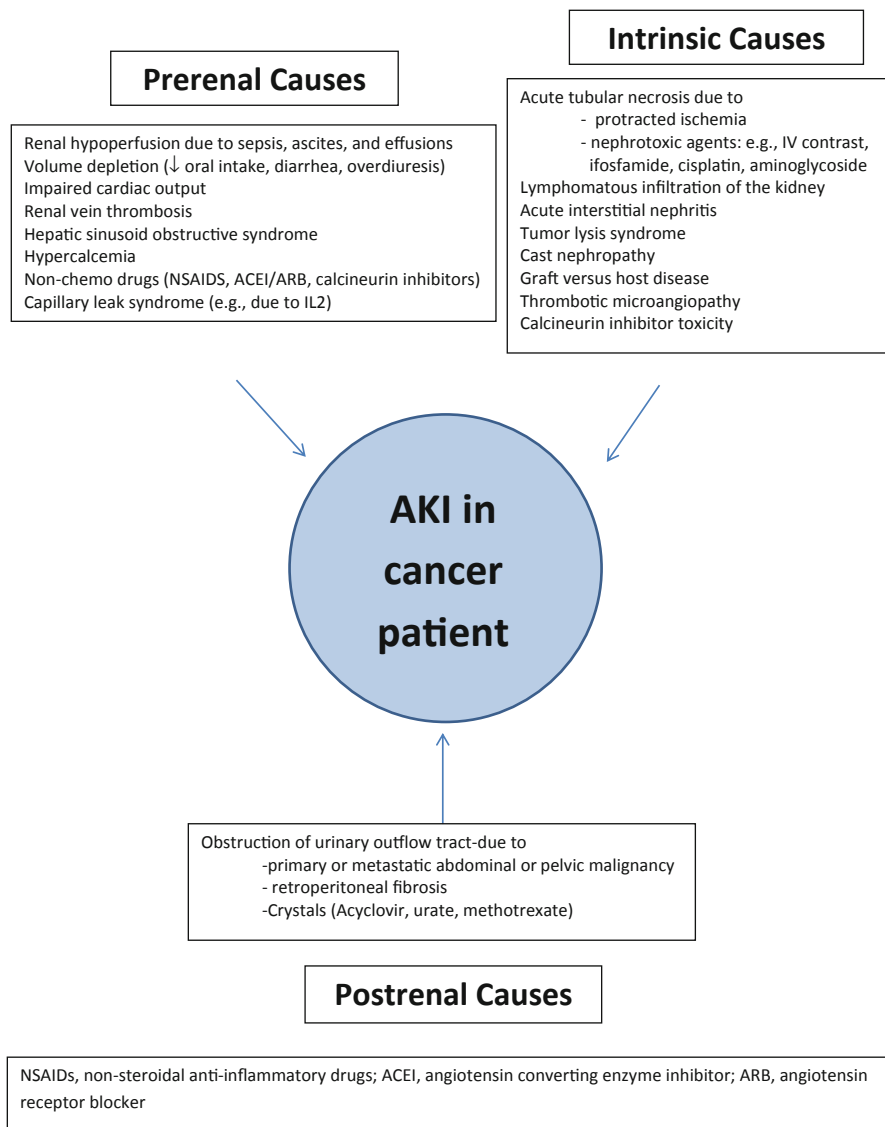 Prerenal Causes
Renal hypoperfusion due to sepsis, ascites, and effusions
Volume depletion (↓ oral intake, diarrhea, overdiuresis)
Impaired cardiac output
Renal vein thrombosis
Hepatic sinusoid obstructive syndrome
Hypercalcemia
Non-chemo drugs (NSAIDS, ACEI/ARB, calcineurin inhibitors)
Capillary leak syndrome (e.g., due to IL2)
Intrinsic Causes
Acute tubular necrosis due to
- protracted ischemia
- nephrotoxic agents: e.g., IV contrast,
ifosfamide, cisplatin, aminoglycoside
Lymphomatous infiltration of the kidney
Acute interstitial nephritis
Tumor lysis syndrome
Cast nephropathy
Graft versus host disease
Thrombotic microangiopathy
Calcineurin inhibitor toxicity
AKI in
cancer
patient
Obstruction of urinary outflow tract-due to
-primary or metastatic abdominal or pelvic malignancy
- retroperitoneal fibrosis
-Crystals (Acyclovir, urate, methotrexate)
Postrenal Causes
NSAIDs, non-steroidal anti-inflammatory drugs; ACEI, angiotensin converting enzyme inhibitor; ARB, angiotensin
receptor blocker